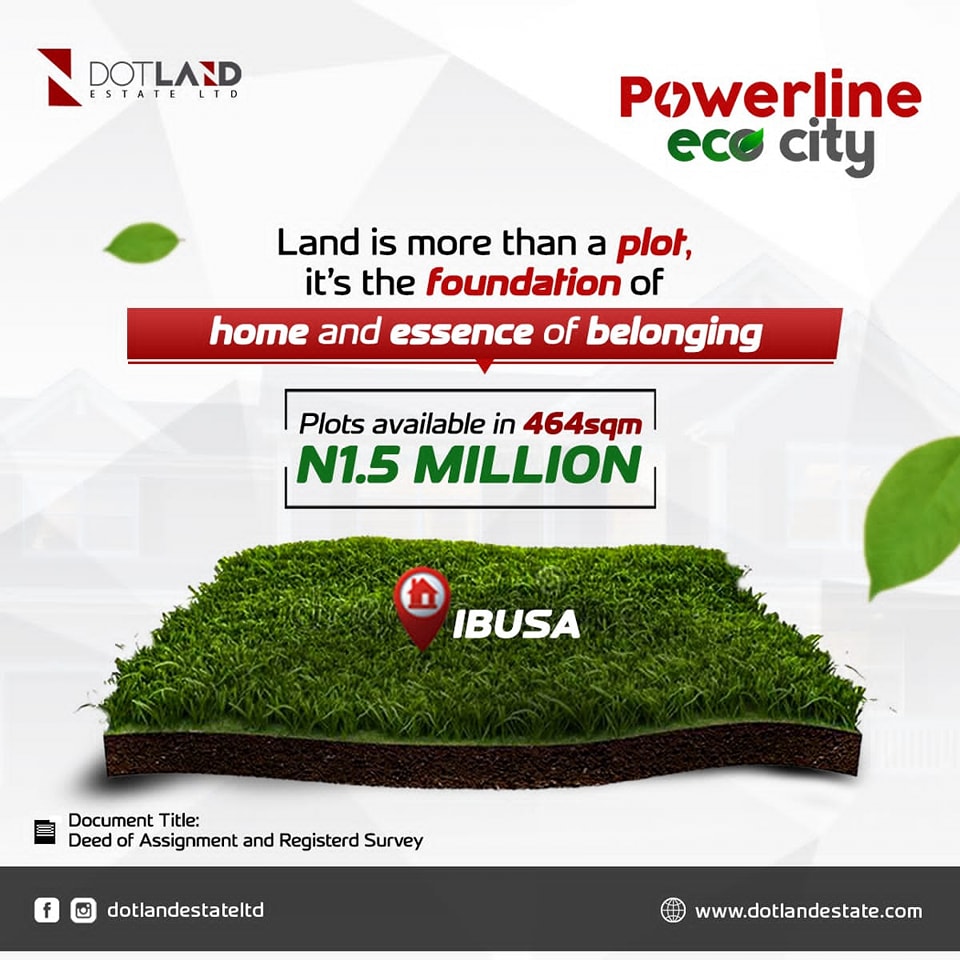 DOTLAND
ESTATE LTD
Powerline
eco city
Land is more than a plot,
it's the foundation of
home and essence of belonging
Plots available in 464sqm
N1.5 MILLION
IBUSA
Document Title:
Deed of Assignment and Registerd Survey
dotlandestateltd
www.dotlandestate.com